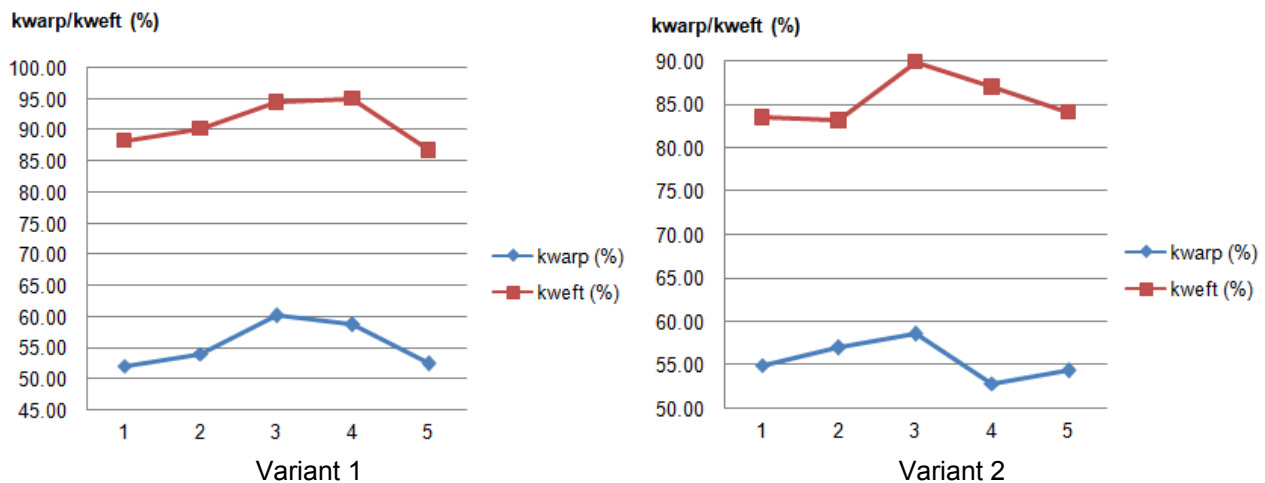 kwarp/kweft (%)
100.00
95.00
90.00
85.00
80.00
75.00
70.00
65.00
60.00
55.00
50.00
45.00
1 2 3 4 5
kwarp (%)
kweft (%)
Variant 1
kwarp/kweft (%)
90.00
85.00
80.00
75.00
70.00
65.00
60.00
55.00
50.00
1 2 3 4 5
kwarp (%)
kweft (%)
Variant 2